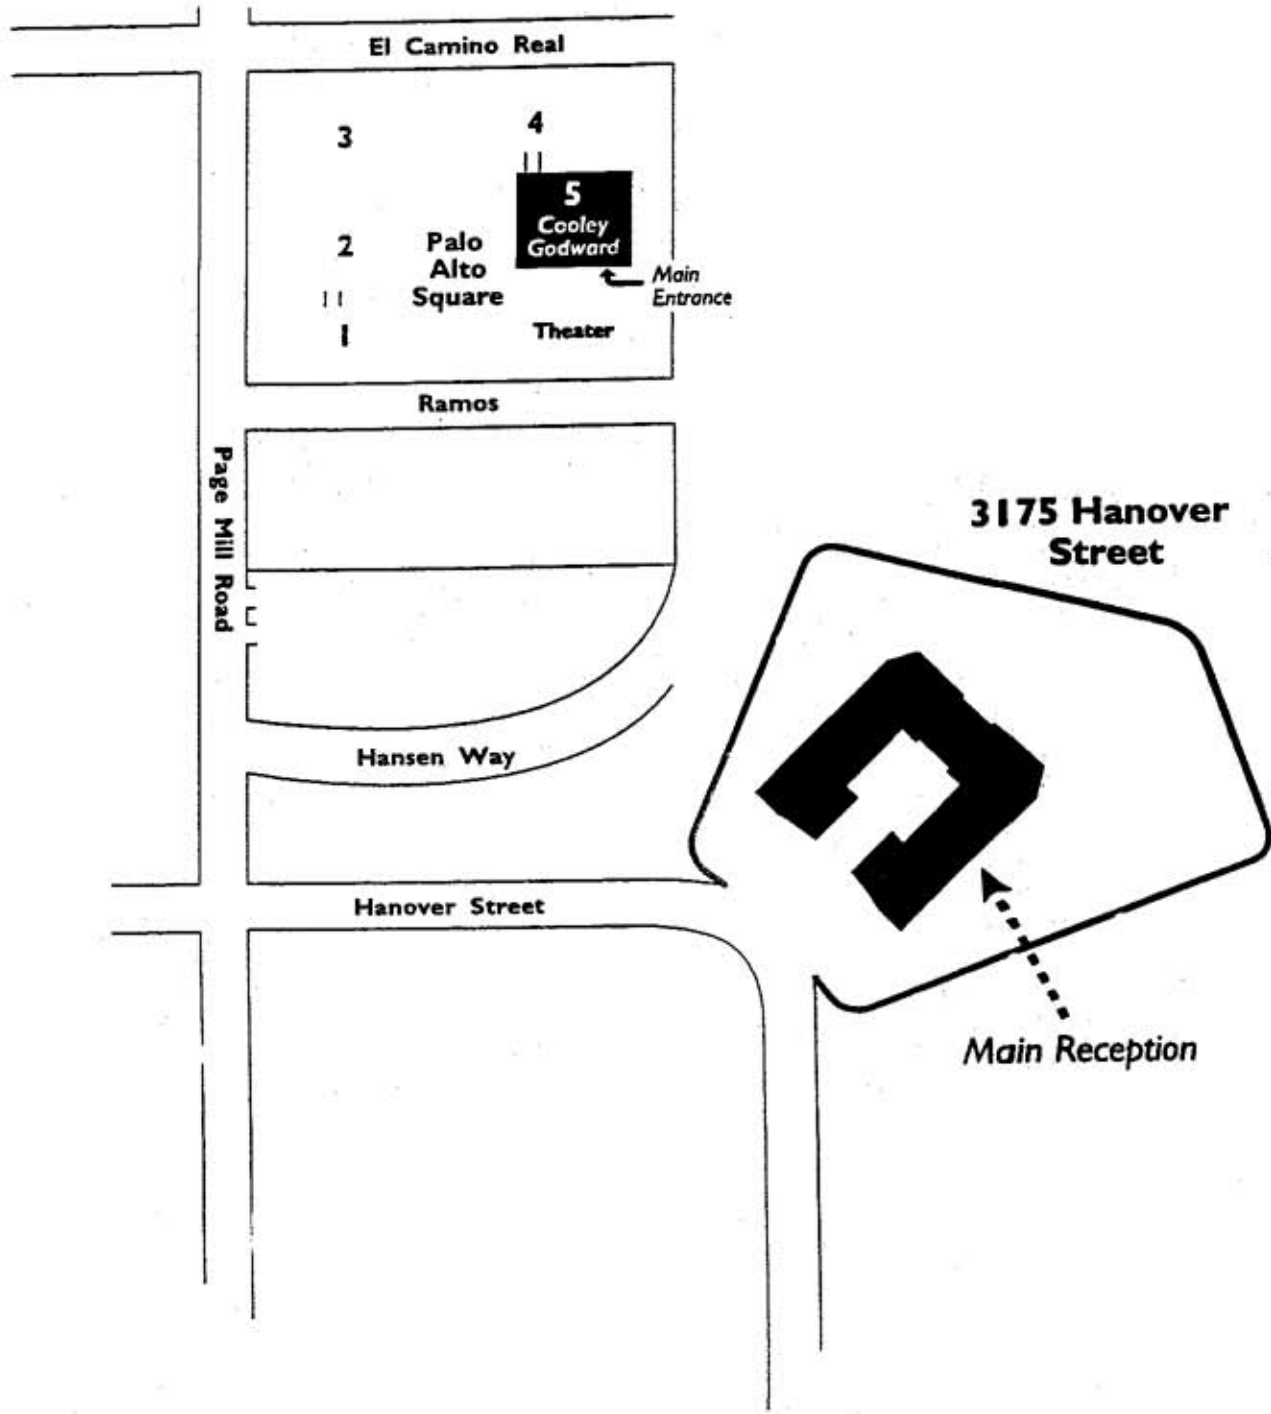 El Camino Real
3
4
5
Cooley
Godward
2
Palo
Alto
Square
Main
Entrance
1
Theater
Ramos
Page Mill Road
3175 Hanover
Street
Hansen Way
Hanover Street
Main Reception